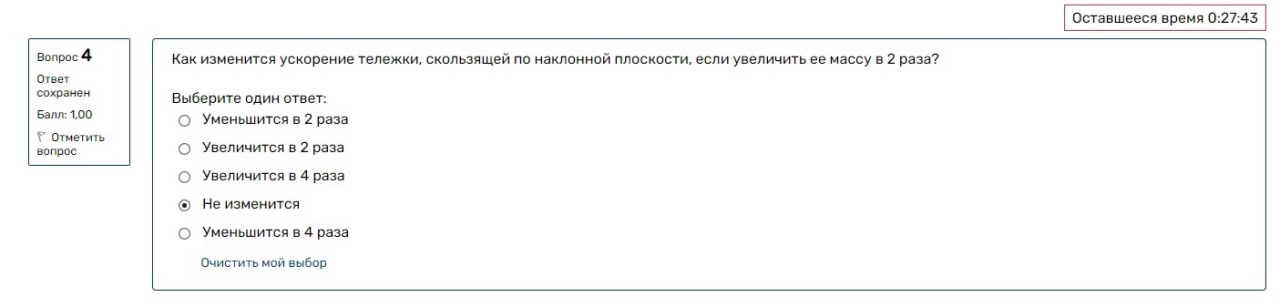 Оставшееся время 0:27:43
Вопрос 4
Ответ
сохранен
Балл: 1,00
Отметить
вопрос
Как изменится ускорение тележки, скользящей по наклонной плоскости, если увеличить ее массу в 2 раза?
Выберите один ответ:
Уменьшится в 2 раза
Увеличится в 2 раза
Увеличится в 4 раза
Не изменится
Уменьшится в 4 раза
Очистить мой выбор